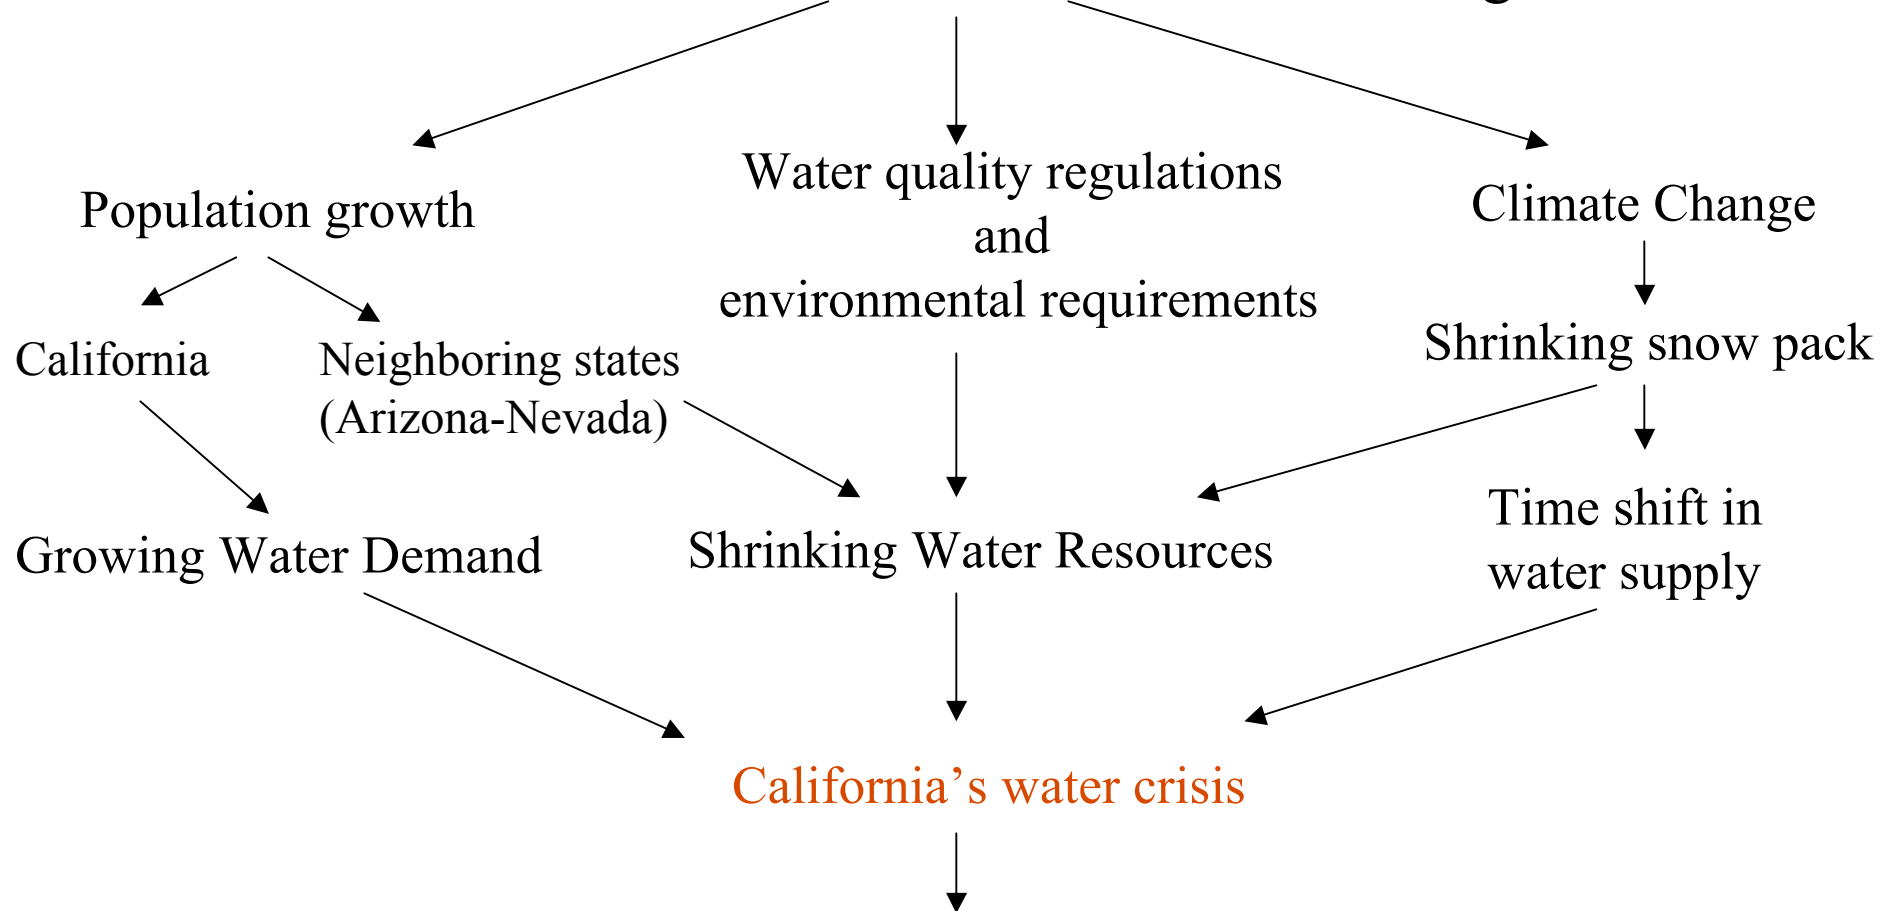 Population growth
Water quality regulations
and
environmental requirements
Climate Change
California
Neighboring states
(Arizona-Nevada)
Shrinking snow pack
Growing Water Demand
Shrinking Water Resources
Time shift in
water supply
California’s water crisis